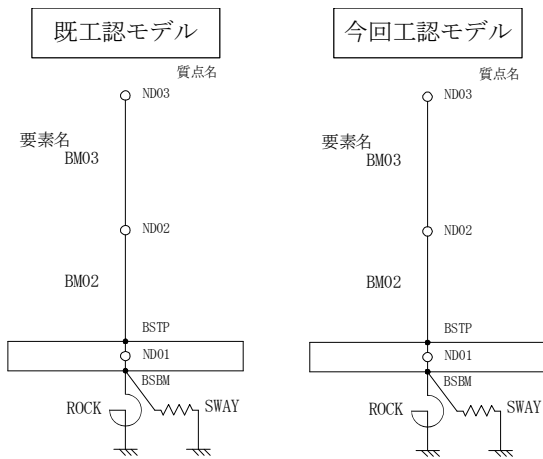 既工認モデル
質点名
ND03
要素名
BM03
ND02
BM02
BSTP
ND01
BSBM
ROCK
SWAY
今回工認モデル
質点名
ND03
要素名
BM03
ND02
BM02
BSTP
ND01
BSBM
ROCK
SWAY